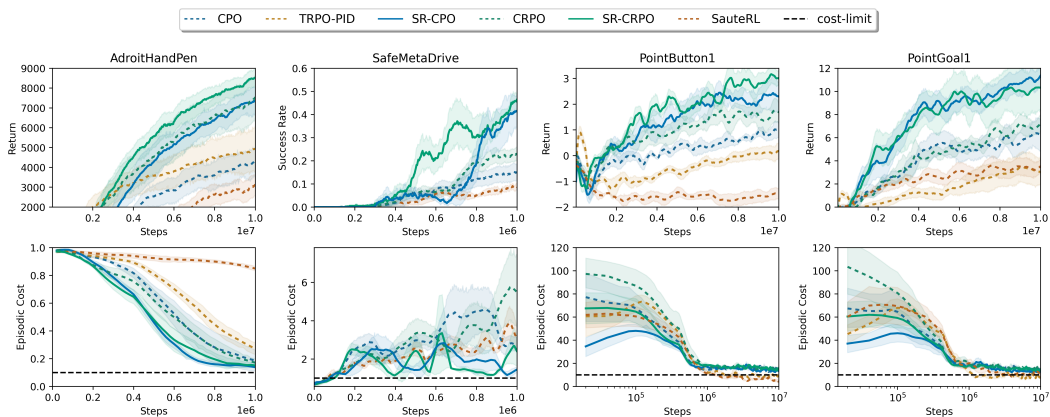 CPO TRPO-PID SR-CPO CRPO SR-CRPO SauteRL cost-limit
AdroitHandPen SafeMetaDrive PointButton1 PointGoal1
Return
9000
8000
7000
6000
5000
4000
3000
2000
0.2 0.4 0.6 0.8 1.0
1e7
Steps
Success Rate
0.6
0.5
0.4
0.3
0.2
0.1
0.0
0.0 0.2 0.4 0.6 0.8 1.0
1e6
Steps
Return
3
2
1
0
−1
−2
0.2 0.4 0.6 0.8 1.0
1e7
Steps
Return
12
10
8
6
4
2
0
0.2 0.4 0.6 0.8 1.0
1e7
Steps
Episodic Cost
1.0
0.8
0.6
0.4
0.2
0.0
0.2 0.4 0.6 0.8 1.0
1e6
Steps
Episodic Cost
6
4
2
0.0 0.2 0.4 0.6 0.8 1.0
1e6
Steps
Episodic Cost
120
100
80
60
40
20
0
10⁵ 10⁶ 10⁷
Steps
Episodic Cost
120
100
80
60
40
20
0
10⁵ 10⁶ 10⁷
Steps